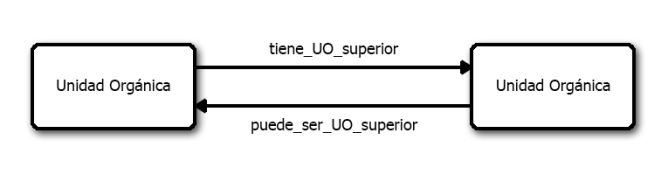 tiene_UO_superior
Unidad Orgánica
Unidad Orgánica
puede_ser_UO_superior